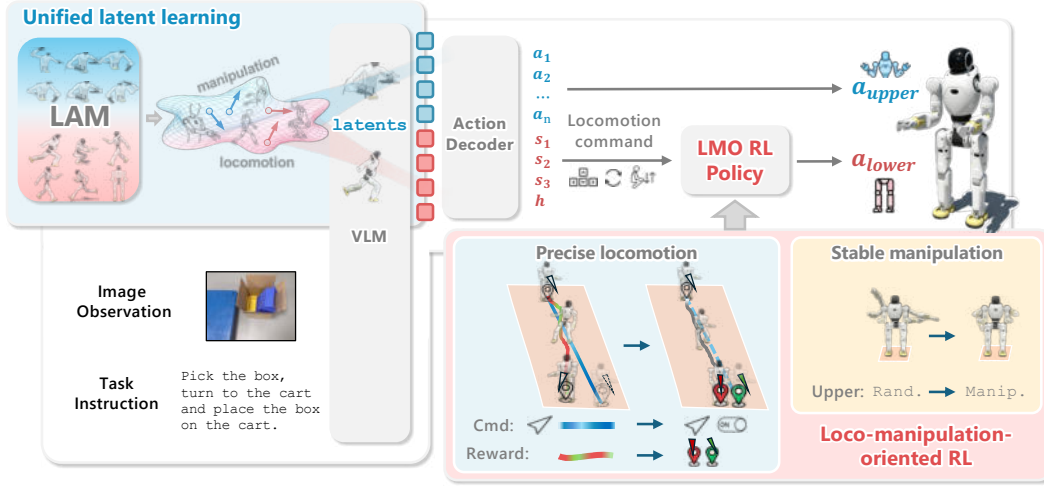 Unified latent learning
LAM
manipulation
locomotion
latents
VLM
Action
Decoder
a1
a2
...
an
s1
s2
s3
h
Locomotion
command
LMO RL
Policy
aupper
alower
Image
Observation
Task
Instruction
Pick the box,
turn to the cart
and place the box
on the cart.
Precise locomotion
Cmd:
ON
Reward:
Stable manipulation
Upper: Rand. Manip.
Loco-manipulation-
oriented RL